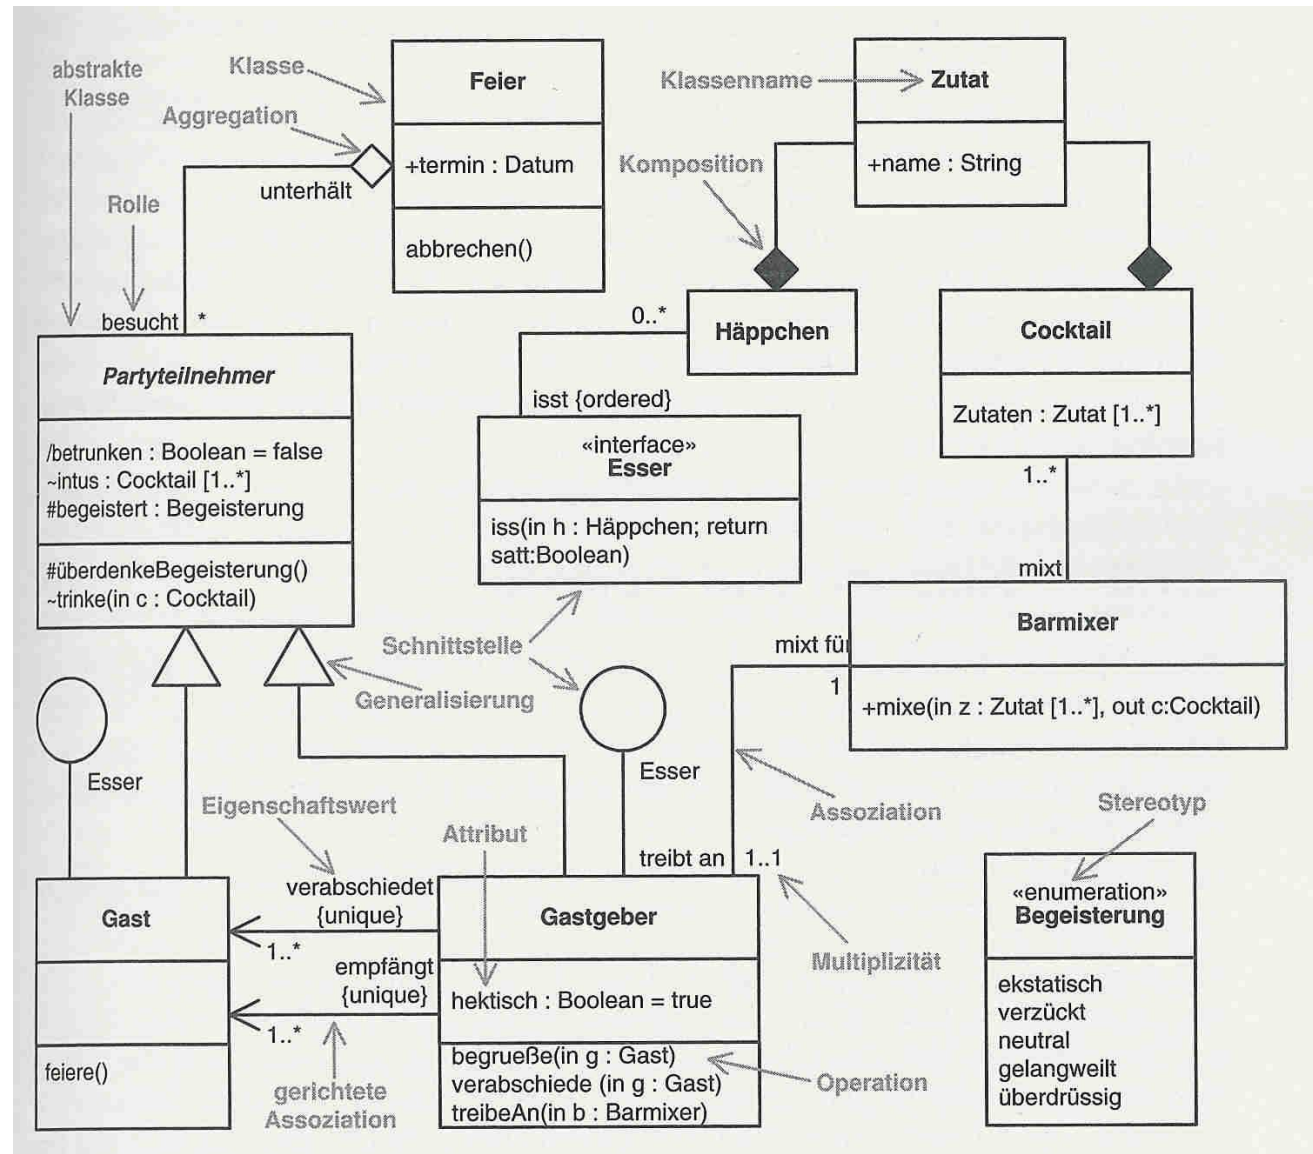 abstrakte
Klasse
Klasse
Aggregation
Feier
+termin : Datum
abbrechen()
unterhält
Rolle
besucht
*
Klassenname
Zutat
+name : String
Komposition
Häppchen
0..*
isst {ordered}
Cocktail
Zutaten : Zutat [1..*]
1..*
mixt
Partyteilnehmer
/betrunken : Boolean = false
~intus : Cocktail [1..*]
#begeistert : Begeisterung
#überdenkeBegeisterung()
~trinke(in c : Cocktail)
«interface»
Esser
iss(in h : Häppchen; return
satt:Boolean)
Schnittstelle
Generalisierung
mixt für
1
Barmixer
+mixe(in z : Zutat [1..*], out c:Cocktail)
Esser
Esser
Eigenschaftswert
Attribut
Assoziation
Stereotyp
treibt an
1..1
Multiplizität
verabschiedet
{unique}
1..*
empfängt
{unique}
1..*
gerichtete
Assoziation
Gast
feiere()
Gastgeber
hektisch : Boolean = true
begrueße(in g : Gast)
verabschiede (in g : Gast)
treibeAn(in b : Barmixer)
Operation
«enumeration»
Begeisterung
ekstatisch
verzückt
neutral
gelangweilt
überdrüssig